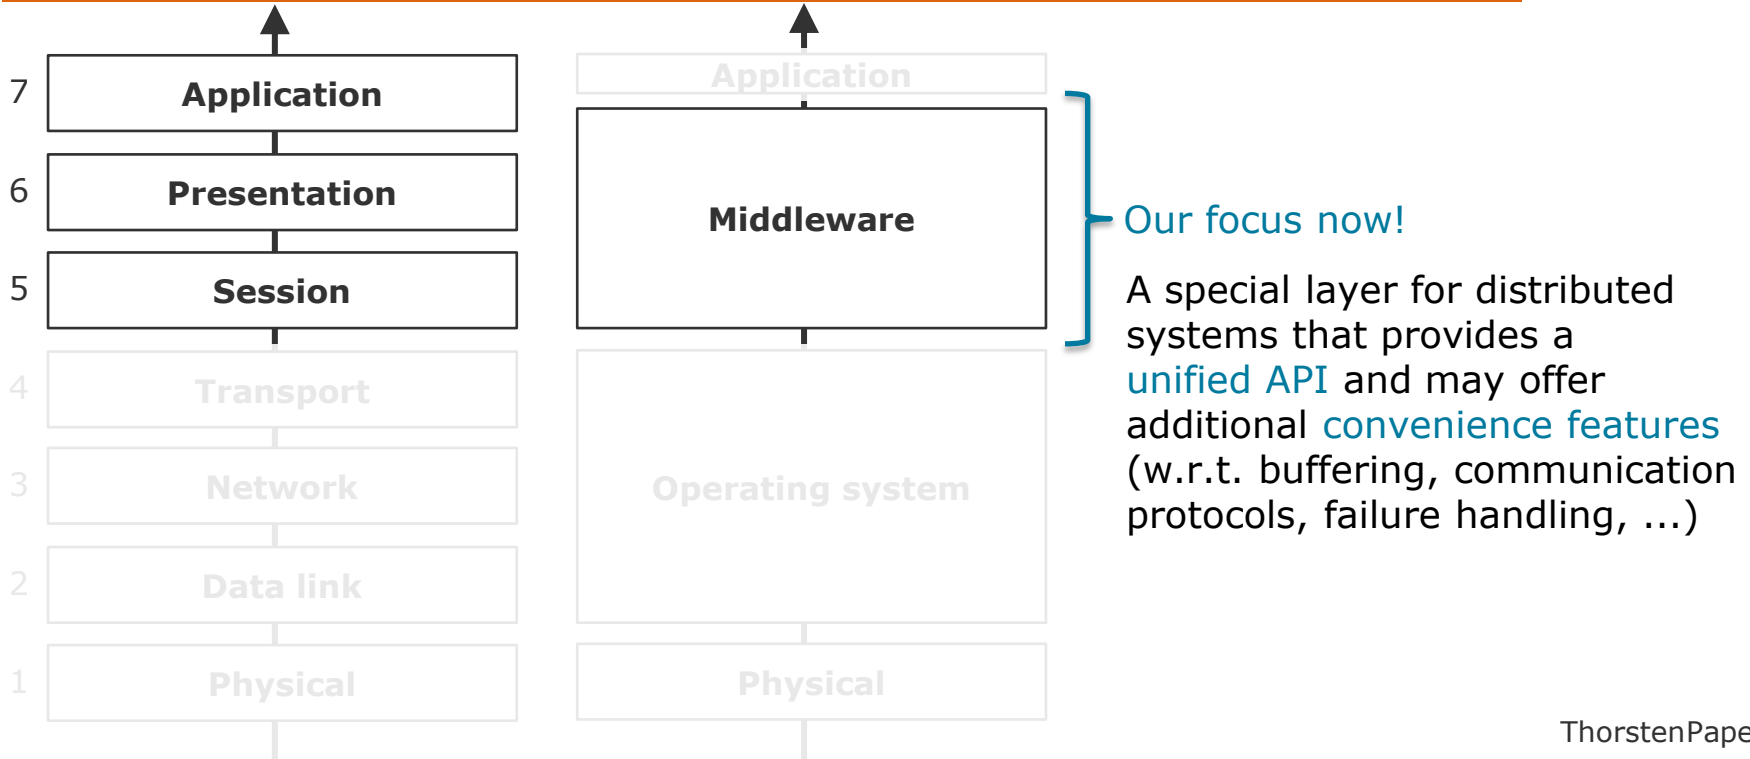 7
Application
6
Presentation
5
Session
4
Transport
3
Network
2
Data link
1
Physical
Application
Middleware
Operating system
Physical
Our focus now!
A special layer for distributed
systems that provides a
unified API and may offer
additional convenience features
(w.r.t. buffering, communication
protocols, failure handling, ...)
ThorstenPape